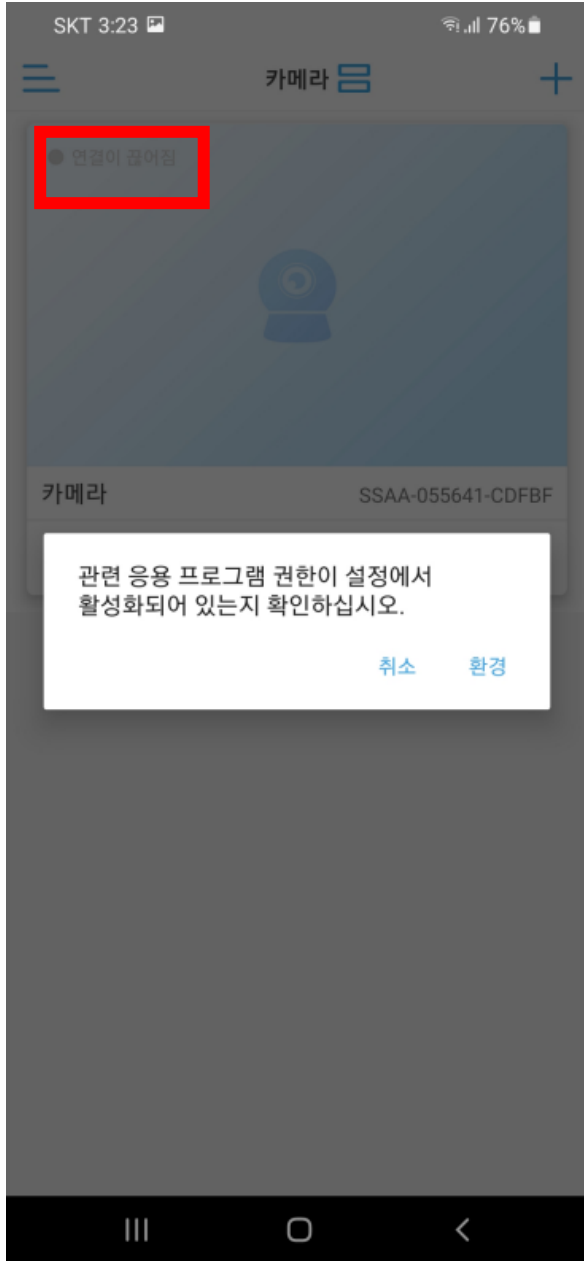 SKT 3:23 76%
카메라
연결이 끊어짐
카메라 SSAA-055641-CDFBF
관련 응용 프로그램 권한이 설정에서
활성화되어 있는지 확인하십시오.
취소 환경